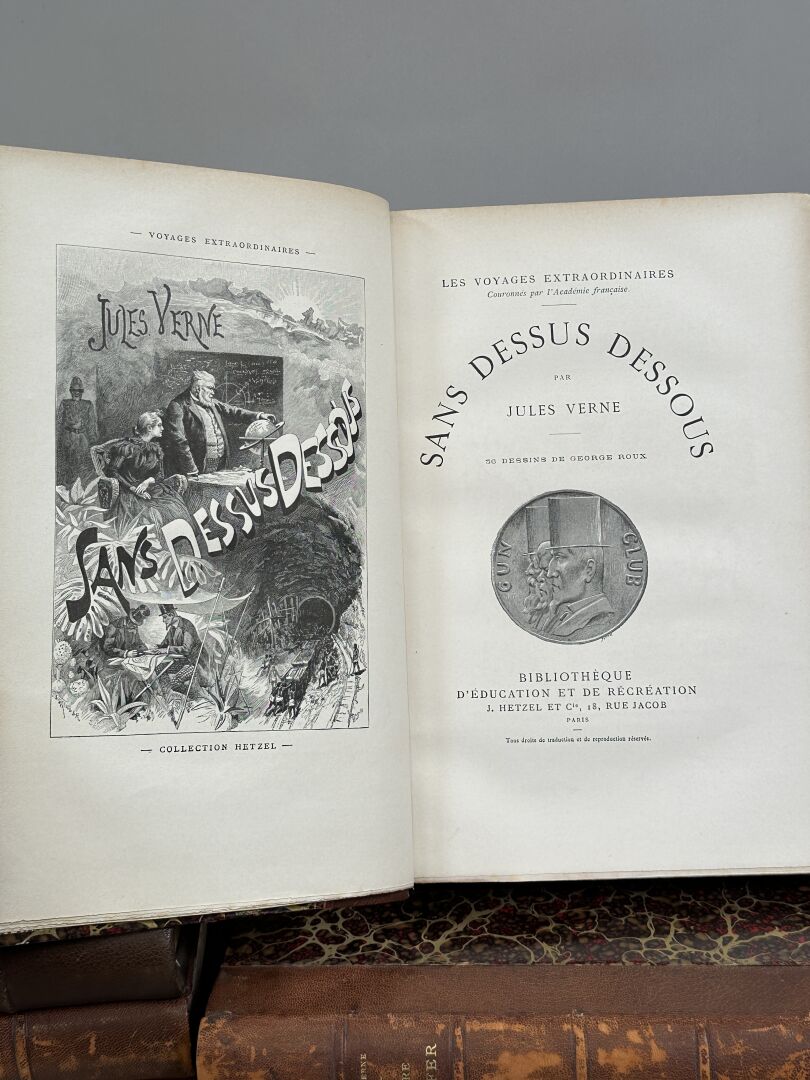 — VOYAGES EXTRAORDINAIRES —
JULES VERNE
SANS DESSUS DESSOUS
— COLLECTION HETZEL —
LES VOYAGES EXTRAORDINAIRES
Couronnés par l'Académie française.
SANS DESSUS DESSOUS
PAR
JULES VERNE
36 DESSINS DE GEORGE ROUX
GUN CLUB
BIBLIOTHÈQUE
D'ÉDUCATION ET DE RÉCRÉATION
J. HETZEL ET Cie, 18, RUE JACOB
PARIS
Tous droits de traduction et de reproduction réservés.